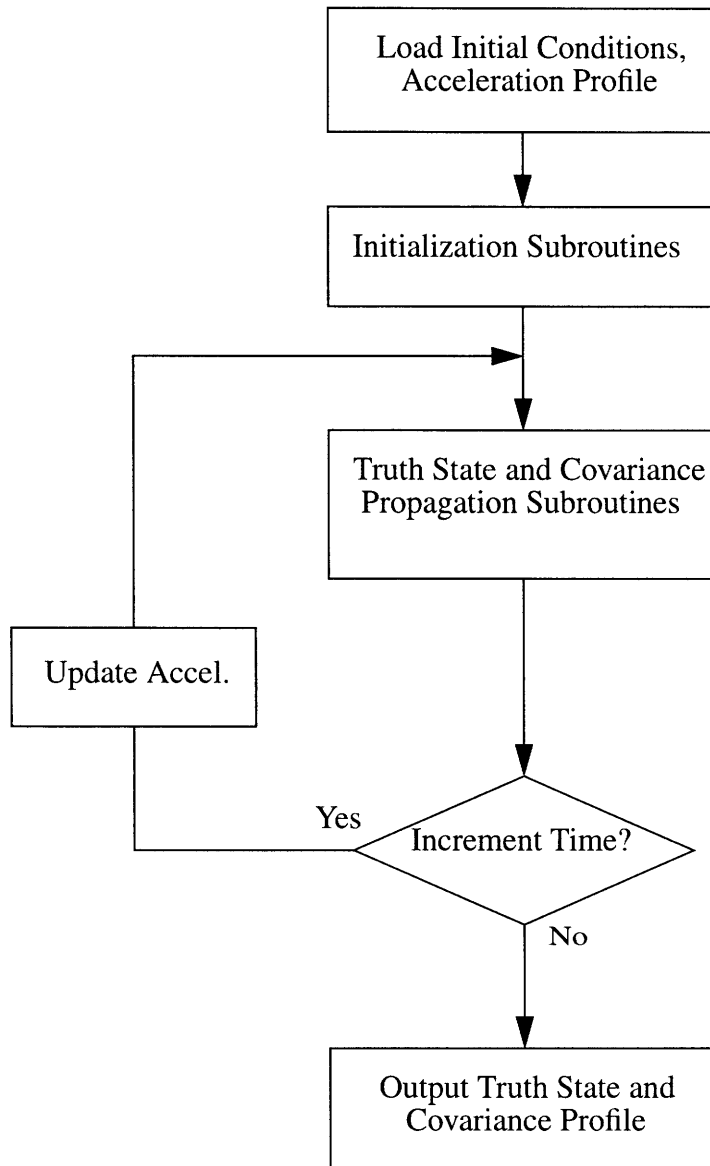 Load Initial Conditions,
Acceleration Profile
Initialization Subroutines
Truth State and Covariance
Propagation Subroutines
Update Accel.
Yes
Increment Time?
No
Output Truth State and
Covariance Profile